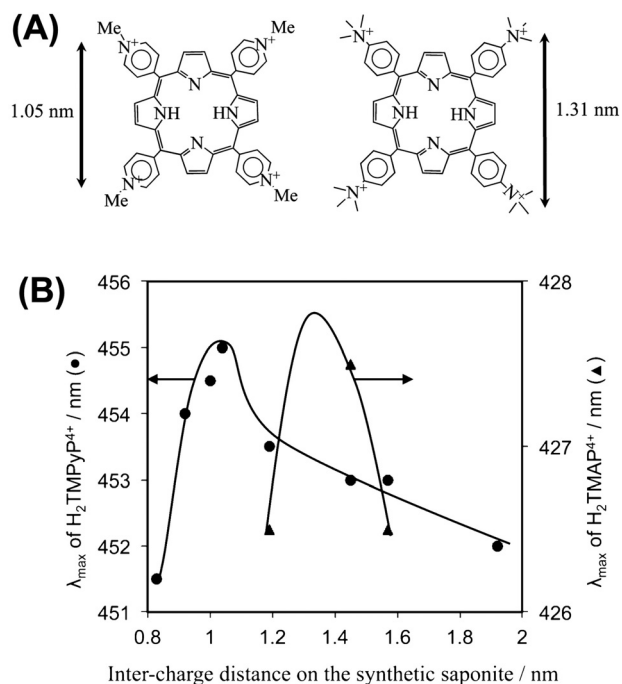 (A)
Me Me
N+ N+
N
1.05 nm
NH HN
N
N+ N+
Me Me
N+ N+
N
NH HN
1.31 nm
N
N+ N+
(B)
456 428
455
454 427
453
452
451 426
λmax of H2TMPyP4+ / nm (●)
λmax of H2TMAP4+ / nm (▲)
0.8 1 1.2 1.4 1.6 1.8 2
Inter-charge distance on the synthetic saponite / nm